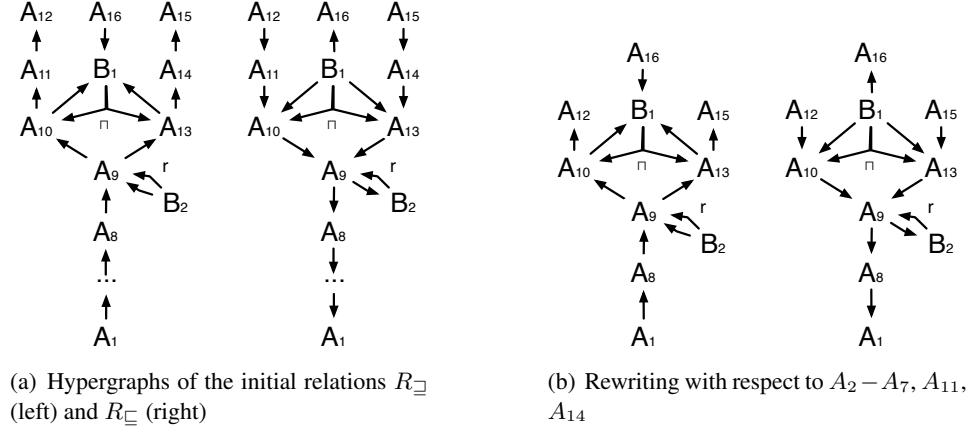 A12 A16 A15 A12 A16 A15
A11 B1 A14 A11 B1 A14
A10 ⊓ A13 A10 ⊓ A13
A9 r A9 r
B2 B2
A8 A8
... ...
A1 A1
(a) Hypergraphs of the initial relations R⊒
(left) and R⊑ (right)
A16 A16
A12 B1 A15 A12 B1 A15
A10 ⊓ A13 A10 ⊓ A13
A9 r A9 r
B2 B2
A8 A8
A1 A1
(b) Rewriting with respect to A2 – A7, A11,
A14